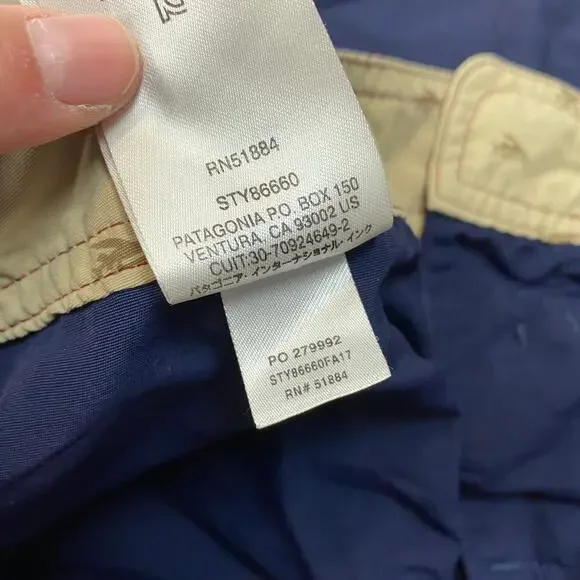 RN51884
STY86660
PATAGONIA P.O. BOX 150
VENTURA, CA 93002 US
CUIT:30-70924649-2
パタゴニア・インターナショナル・インク
PO 279992
STY86660FA17
RN# 51884